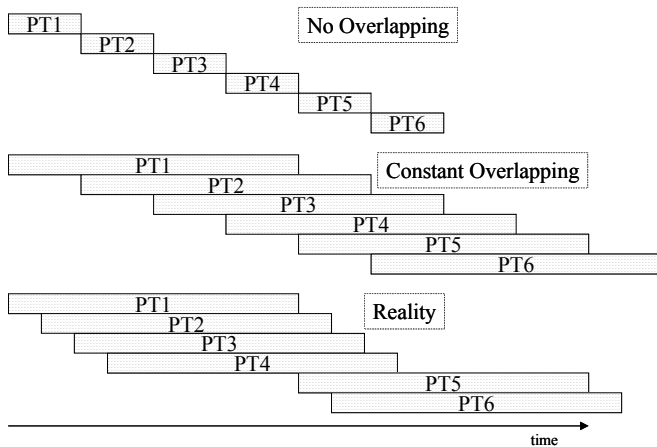 PT1
No Overlapping
PT2
PT3
PT4
PT5
PT6
PT1
Constant Overlapping
PT2
PT3
PT4
PT5
PT6
PT1
Reality
PT2
PT3
PT4
PT5
PT6
time